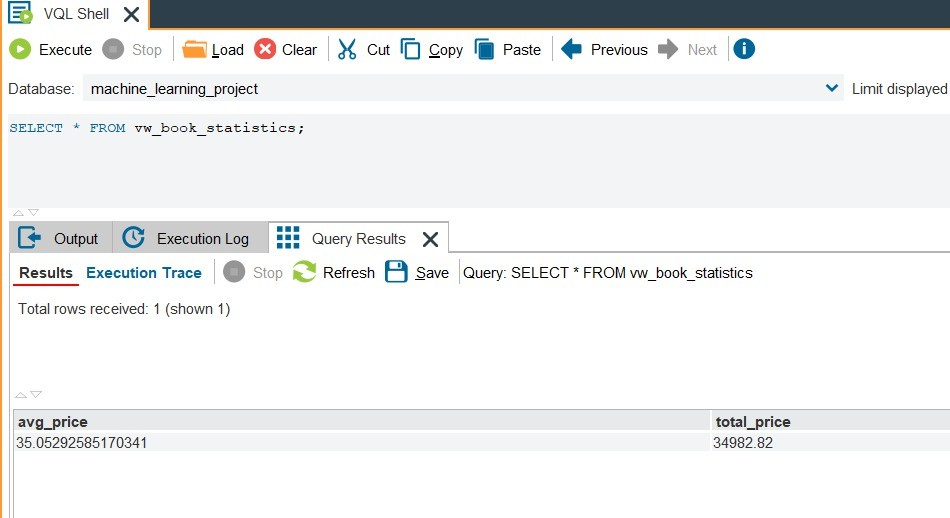 VQL Shell
Execute Stop Load Clear Cut Copy Paste Previous Next
Database: machine_learning_project Limit displayed
SELECT * FROM vw_book_statistics;
Output Execution Log Query Results
Results Execution Trace Stop Refresh Save Query: SELECT * FROM vw_book_statistics
Total rows received: 1 (shown 1)
avg_price total_price
35.05292585170341 34982.82